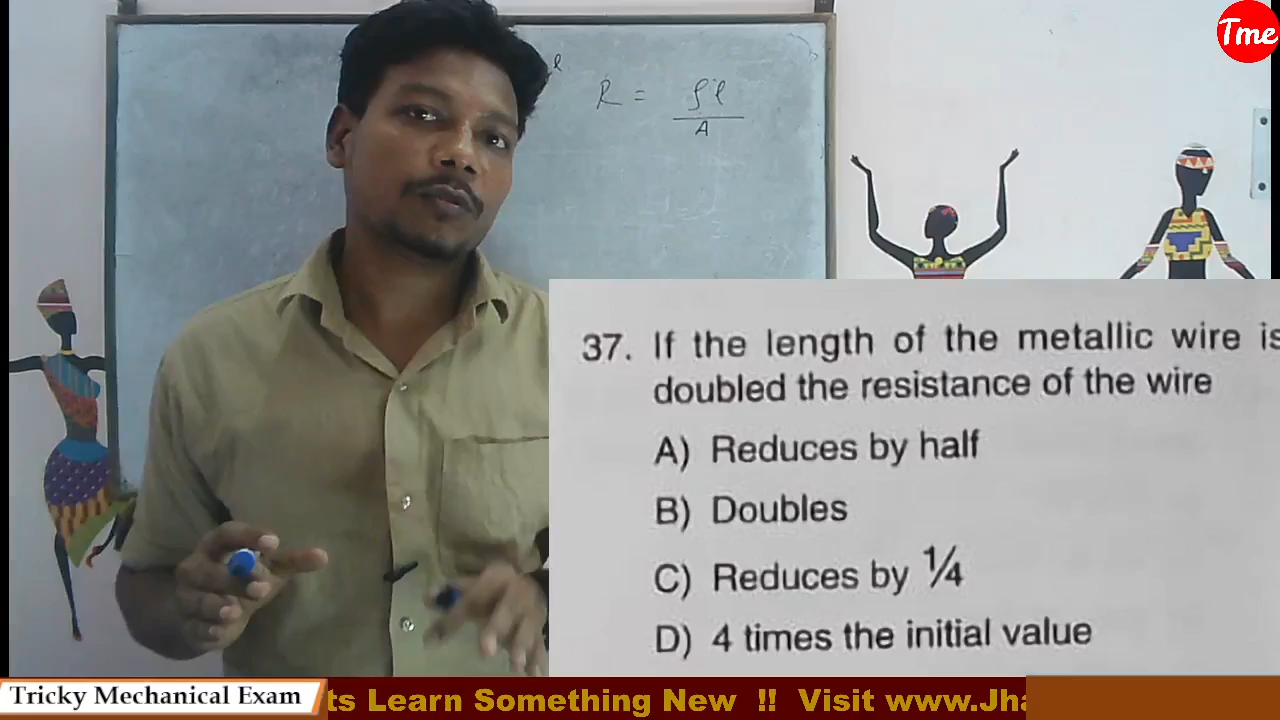 Tme
l
R = ρl
A
37. If the length of the metallic wire is
doubled the resistance of the wire
A) Reduces by half
B) Doubles
C) Reduces by ¼
D) 4 times the initial value
Tricky Mechanical Exam
ts Learn Something New !! Visit www.Jha